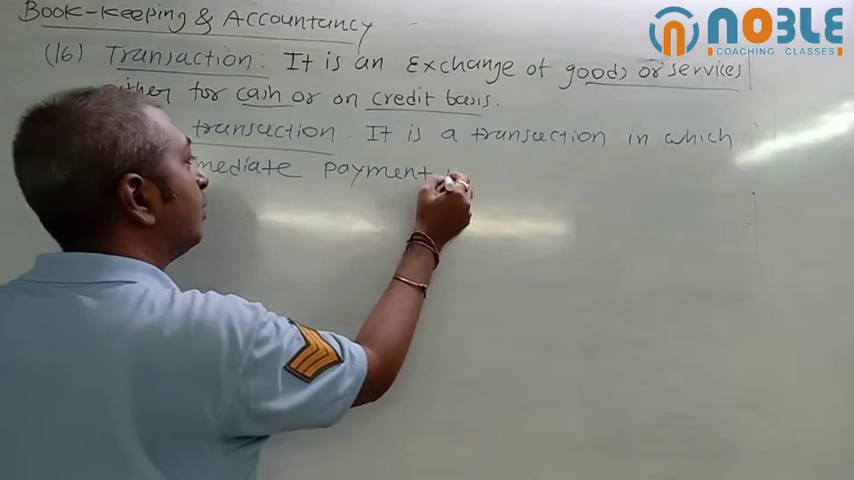 Book-Keeping & Accountancy
NOBLE
COACHING CLASSES
(16) Transaction: It is an Exchange of goods or services
for cash or on credit basis.
transaction. It is a transaction in which
mediate payment